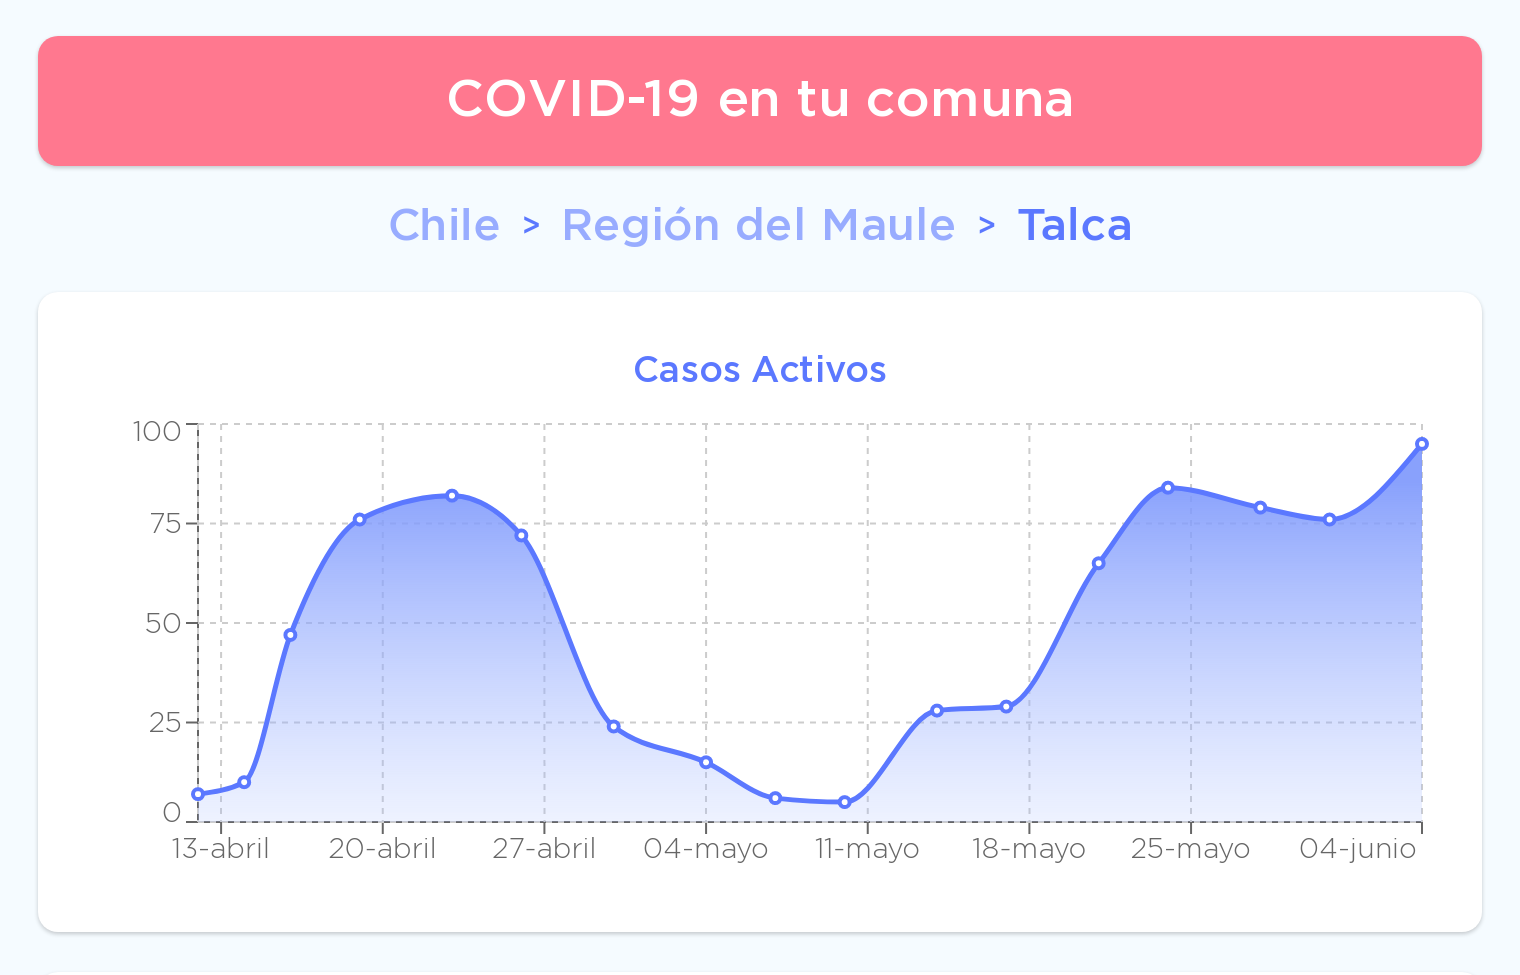 COVID-19 en tu comuna
Chile > Región del Maule > Talca
Casos Activos
100
75
50
25
0
13-abril 20-abril 27-abril 04-mayo 11-mayo 18-mayo 25-mayo 04-junio